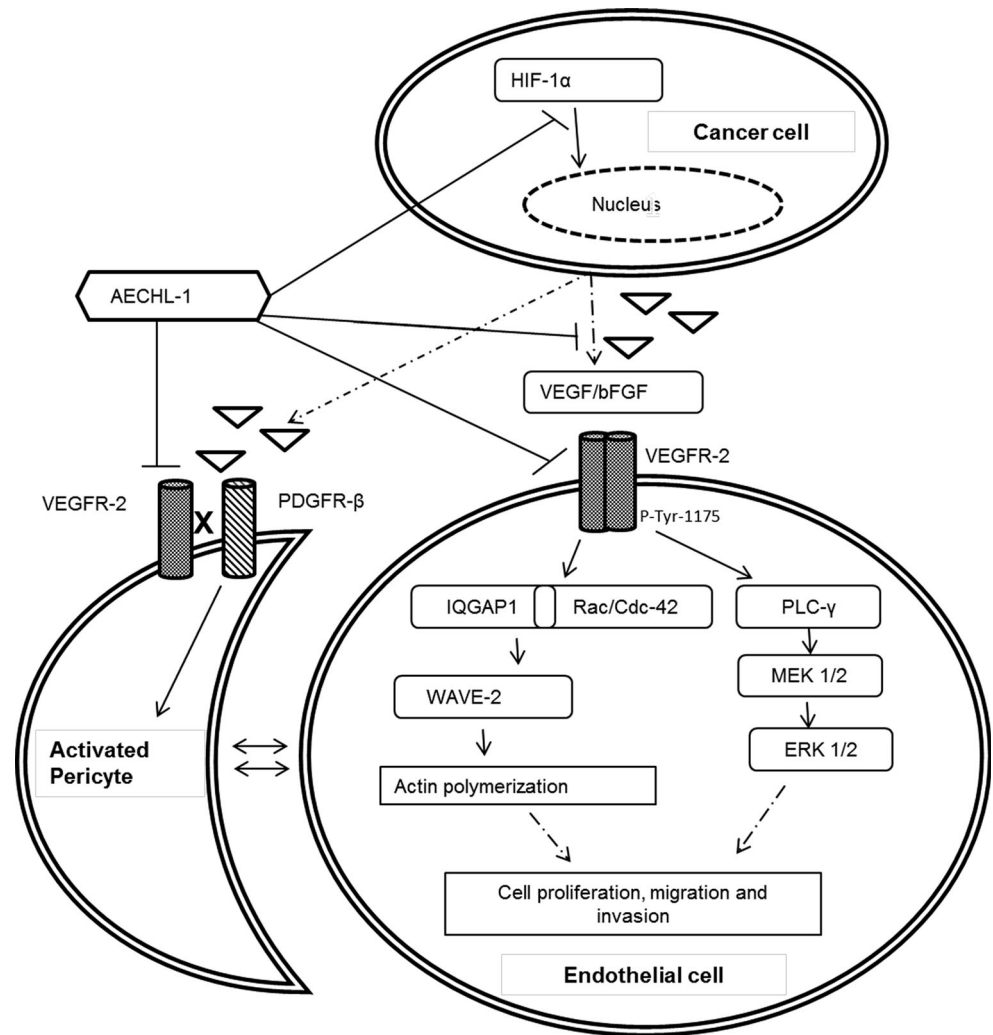 HIF-1α
Cancer cell
Nucleus
AECHL-1
VEGF/bFGF
VEGFR-2
VEGFR-2
PDGFR-β
X
P-Tyr-1175
IQGAP1
Rac/Cdc-42
PLC-γ
WAVE-2
MEK 1/2
Activated
Pericyte
ERK 1/2
Actin polymerization
Cell proliferation, migration and
invasion
Endothelial cell